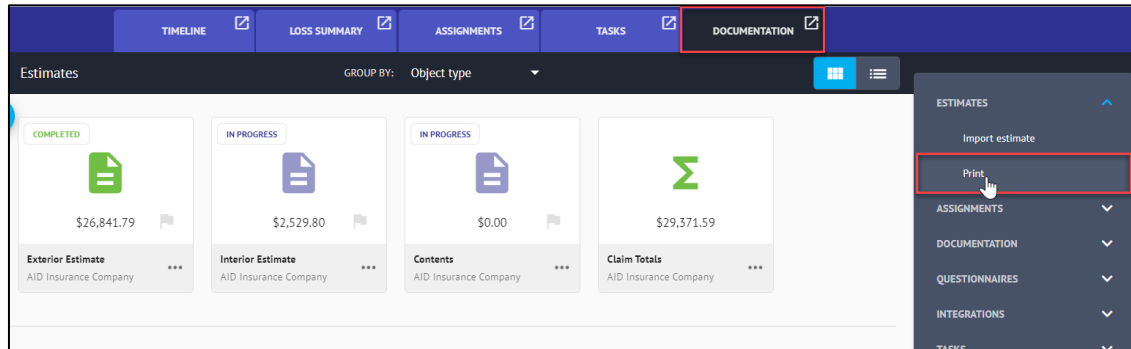 TIMELINE
LOSS SUMMARY
ASSIGNMENTS
TASKS
DOCUMENTATION
Estimates
GROUP BY: Object type
COMPLETED
$26,841.79
Exterior Estimate
AID Insurance Company
IN PROGRESS
$2,529.80
Interior Estimate
AID Insurance Company
IN PROGRESS
$0.00
Contents
AID Insurance Company
Σ
$29,371.59
Claim Totals
AID Insurance Company
ESTIMATES
Import estimate
Print
ASSIGNMENTS
DOCUMENTATION
QUESTIONNAIRES
INTEGRATIONS
TASKS